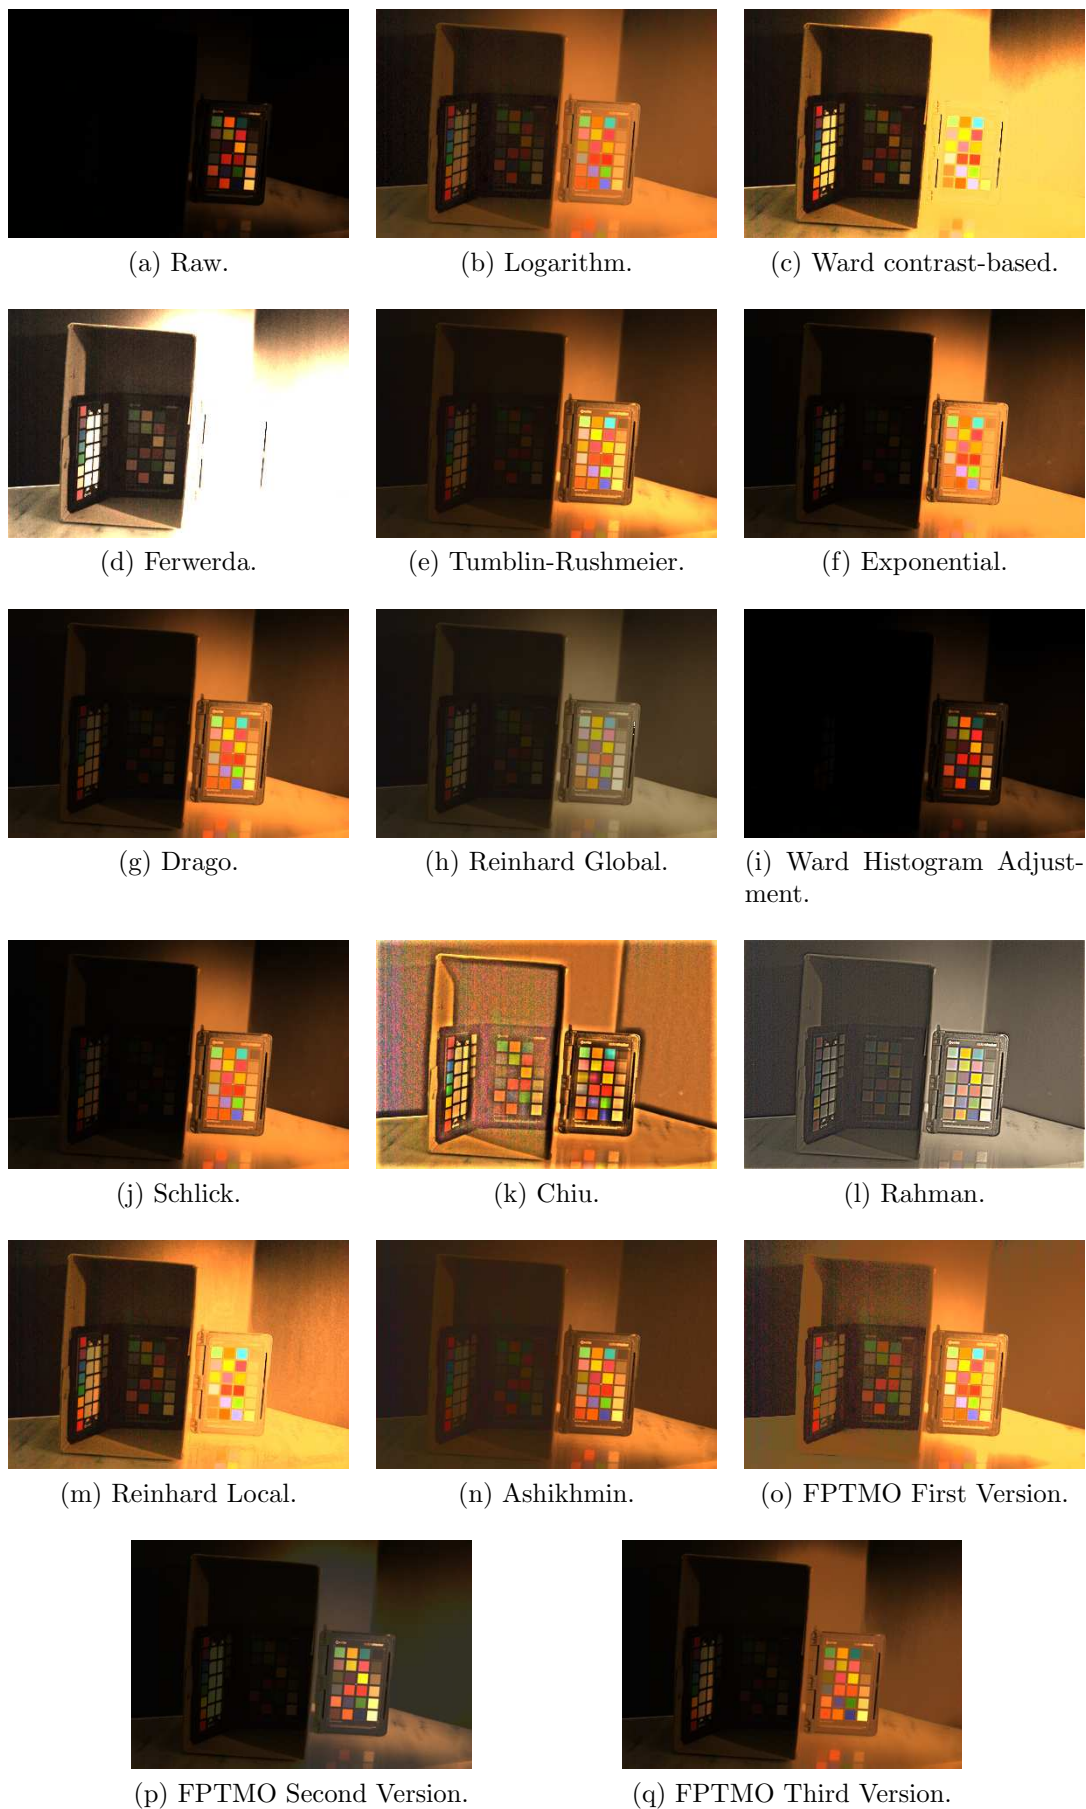 (a) Raw.
(b) Logarithm.
(c) Ward contrast-based.
(d) Ferwerda.
(e) Tumblin-Rushmeier.
(f) Exponential.
(g) Drago.
(h) Reinhard Global.
(i) Ward Histogram Adjust-
ment.
(j) Schlick.
(k) Chiu.
(l) Rahman.
(m) Reinhard Local.
(n) Ashikhmin.
(o) FPTMO First Version.
(p) FPTMO Second Version.
(q) FPTMO Third Version.